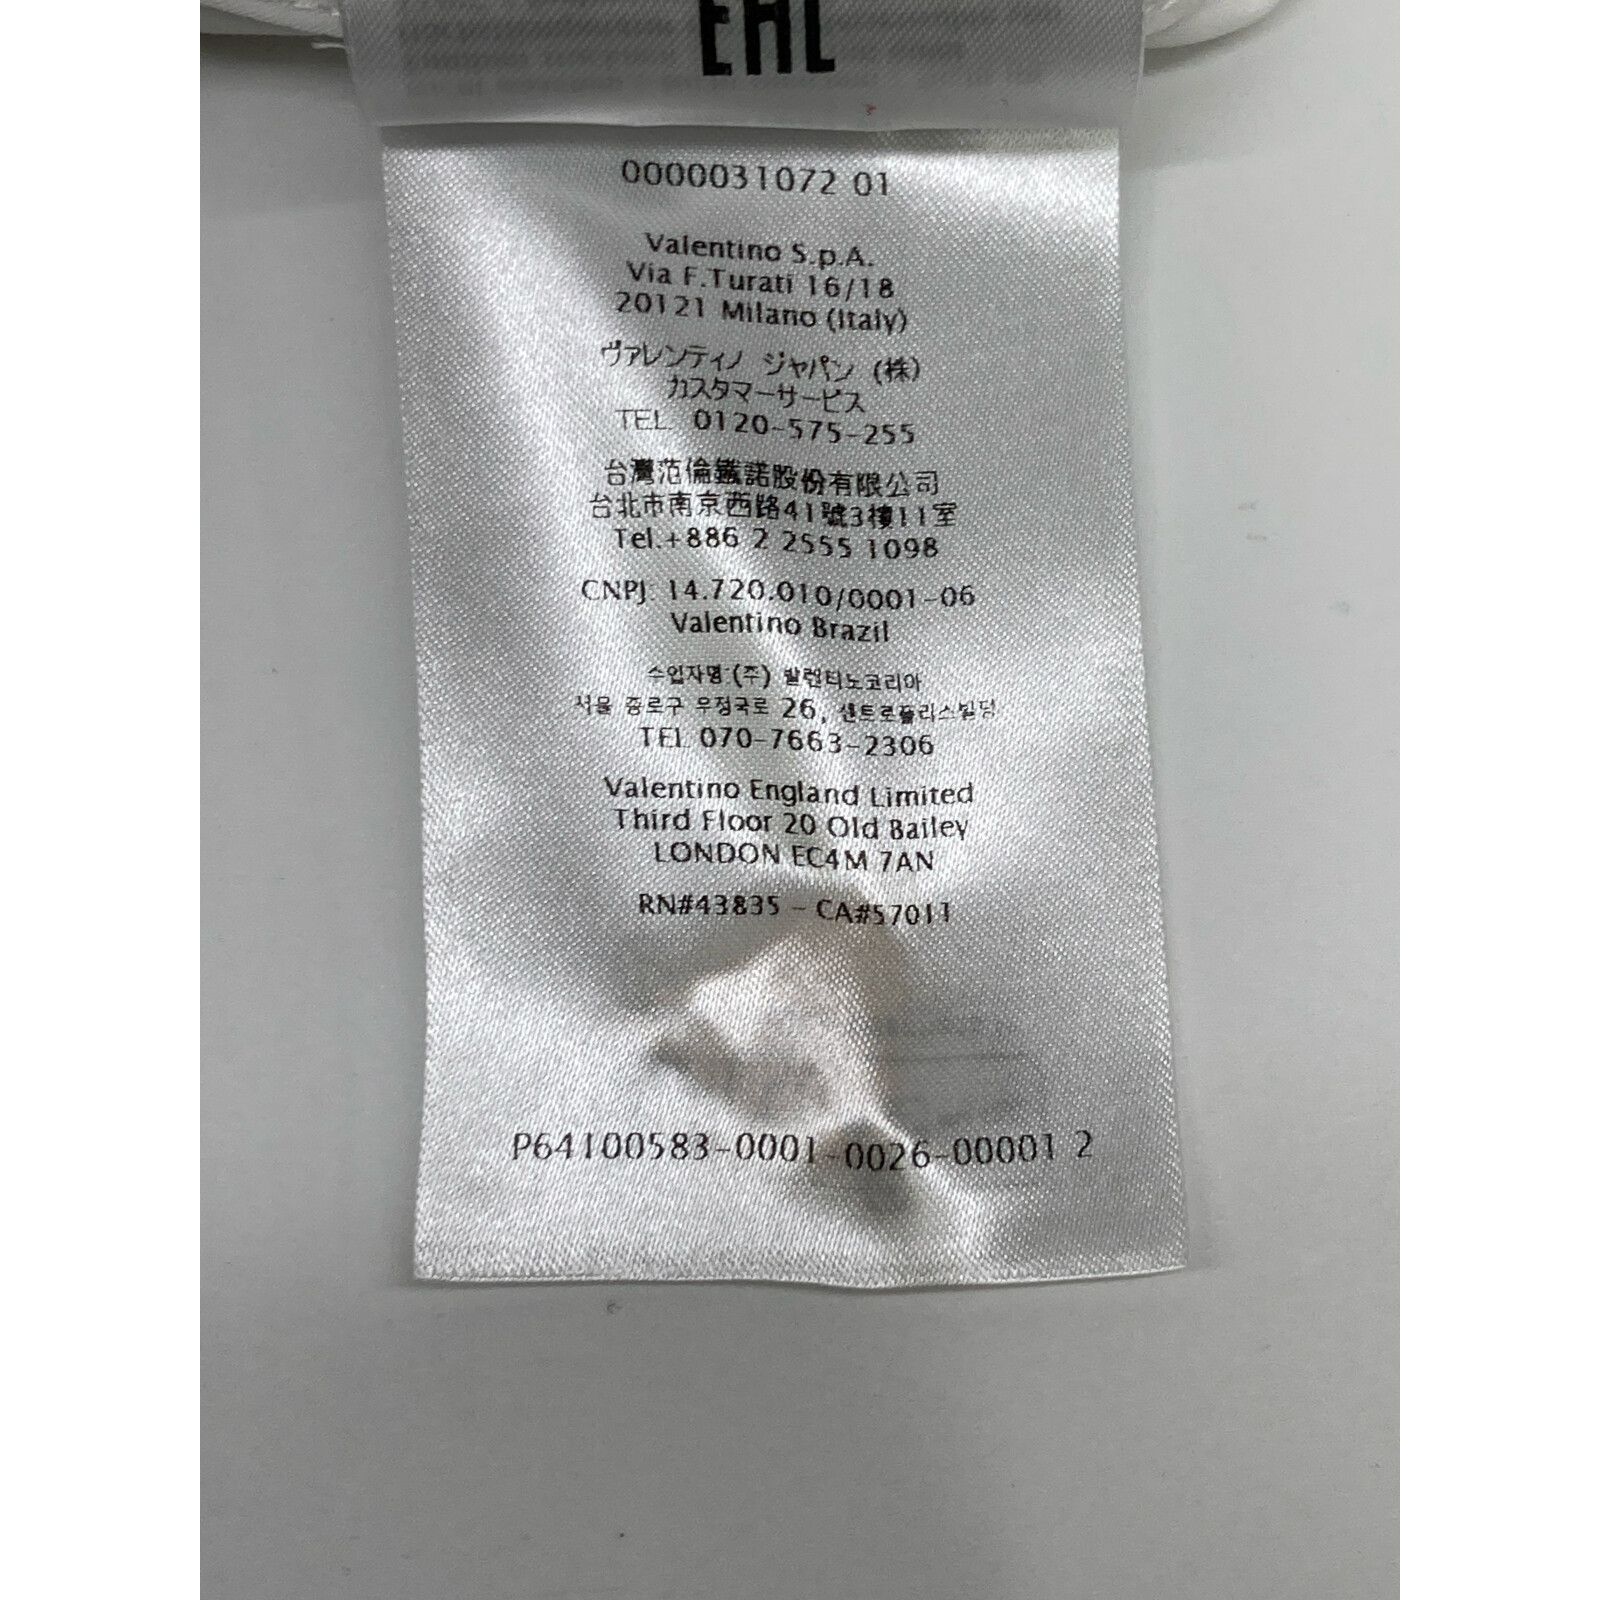 EAC
0000031072 01
Valentino S.p.A.
Via F.Turati 16/18
20121 Milano (Italy)
ヴァレンティノ ジャパン (株)
カスタマーサービス
TEL 0120-575-255
台灣范倫鐵諾股份有限公司
台北市南京西路41號3樓11室
Tel.+886 2 2555 1098
CNPJ: 14.720.010/0001-06
Valentino Brazil
수입자명:(주) 발렌티노코리아
서울 종로구 우정국로 26, 센트로폴리스빌딩
TEL 070-7663-2306
Valentino England Limited
Third Floor 20 Old Bailey
LONDON EC4M 7AN
RN#43835 - CA#57011
P64100583-0001-0026-00001 2